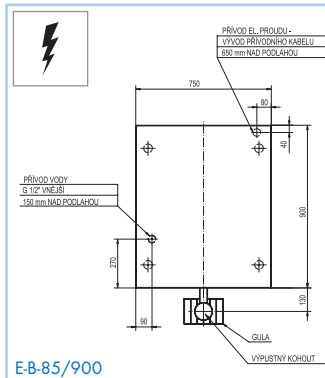 PŘÍVOD EL. PROUDU -
VÝVOD PŘÍVODNÍHO KABELU
650 mm NAD PODLAHOU
750
80
40
PŘÍVOD VODY
G 1/2" VNĚJŠÍ
150 mm NAD PODLAHOU
900
270
130
90
GULA
VÝPUSTNÝ KOHOUT
E-B-85/900